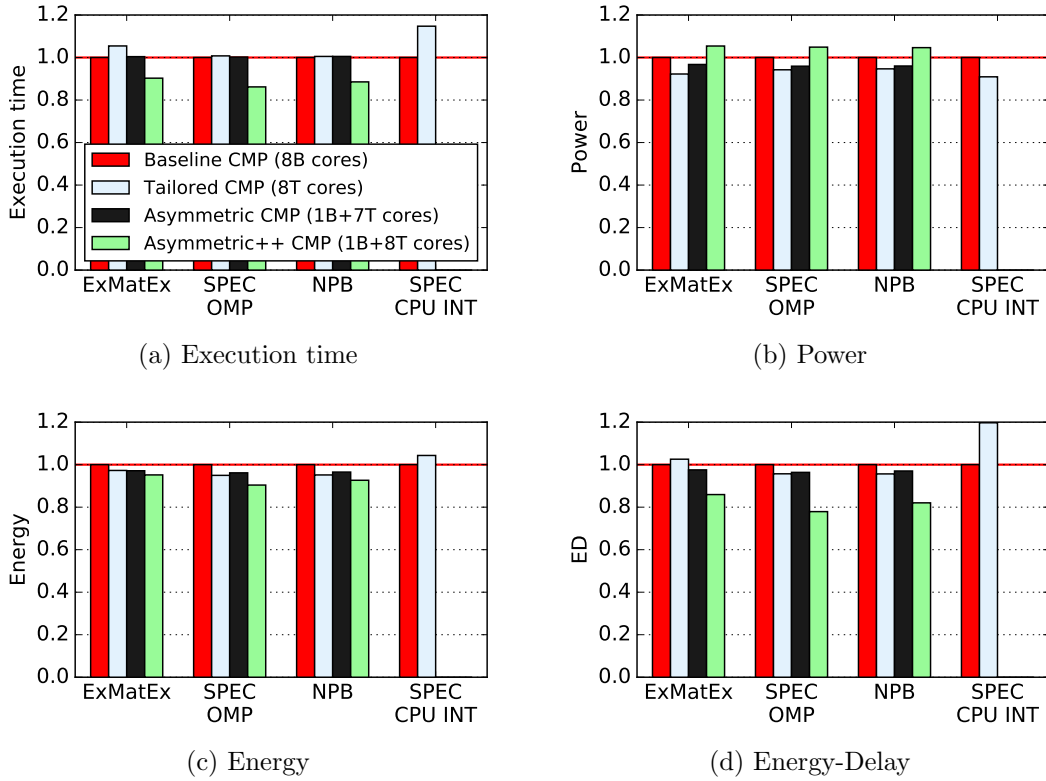 1.2
1.0
0.8
0.6
0.4
0.2
0.0
Execution time
Baseline CMP (8B cores)
Tailored CMP (8T cores)
Asymmetric CMP (1B+7T cores)
Asymmetric++ CMP (1B+8T cores)
ExMatEx
SPEC
OMP
NPB
SPEC
CPU INT
(a) Execution time
1.2
1.0
0.8
0.6
0.4
0.2
0.0
Power
ExMatEx
SPEC
OMP
NPB
SPEC
CPU INT
(b) Power
1.2
1.0
0.8
0.6
0.4
0.2
0.0
Energy
ExMatEx
SPEC
OMP
NPB
SPEC
CPU INT
(c) Energy
1.2
1.0
0.8
0.6
0.4
0.2
0.0
ED
ExMatEx
SPEC
OMP
NPB
SPEC
CPU INT
(d) Energy-Delay